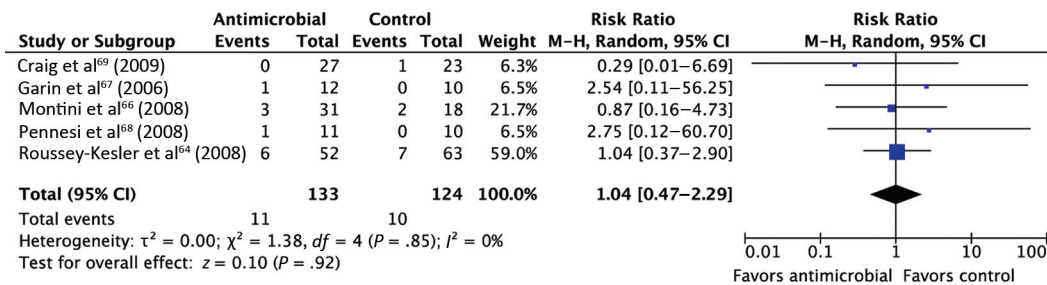 Antimicrobial Control Risk Ratio Risk Ratio
Study or Subgroup Events Total Events Total Weight M-H, Random, 95% CI M-H, Random, 95% CI
Craig et al⁶⁹ (2009) 0 27 1 23 6.3% 0.29 [0.01–6.69]
Garin et al⁶⁷ (2006) 1 12 0 10 6.5% 2.54 [0.11–56.25]
Montini et al⁶⁶ (2008) 3 31 2 18 21.7% 0.87 [0.16–4.73]
Pennesi et al⁶⁸ (2008) 1 11 0 10 6.5% 2.75 [0.12–60.70]
Roussey-Kesler et al⁶⁴ (2008) 6 52 7 63 59.0% 1.04 [0.37–2.90]
Total (95% CI) 133 124 100.0% 1.04 [0.47–2.29]
Total events 11 10
Heterogeneity: τ² = 0.00; χ² = 1.38, df = 4 (P = .85); I² = 0%
Test for overall effect: z = 0.10 (P = .92)
0.01 0.1 1 10 100
Favors antimicrobial Favors control